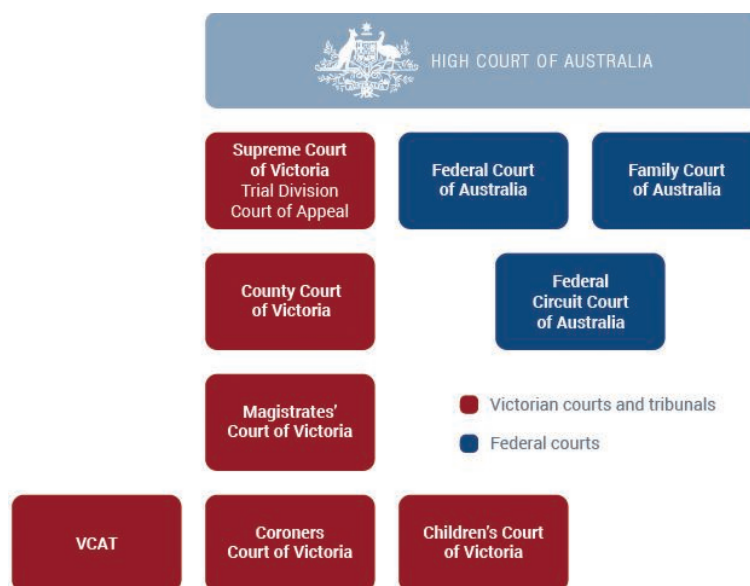 HIGH COURT OF AUSTRALIA
Supreme Court
of Victoria
Trial Division
Court of Appeal
Federal Court
of Australia
Family Court
of Australia
County Court
of Victoria
Federal
Circuit Court
of Australia
Magistrates'
Court of Victoria
Victorian courts and tribunals
Federal courts
VCAT
Coroners
Court of Victoria
Children's Court
of Victoria